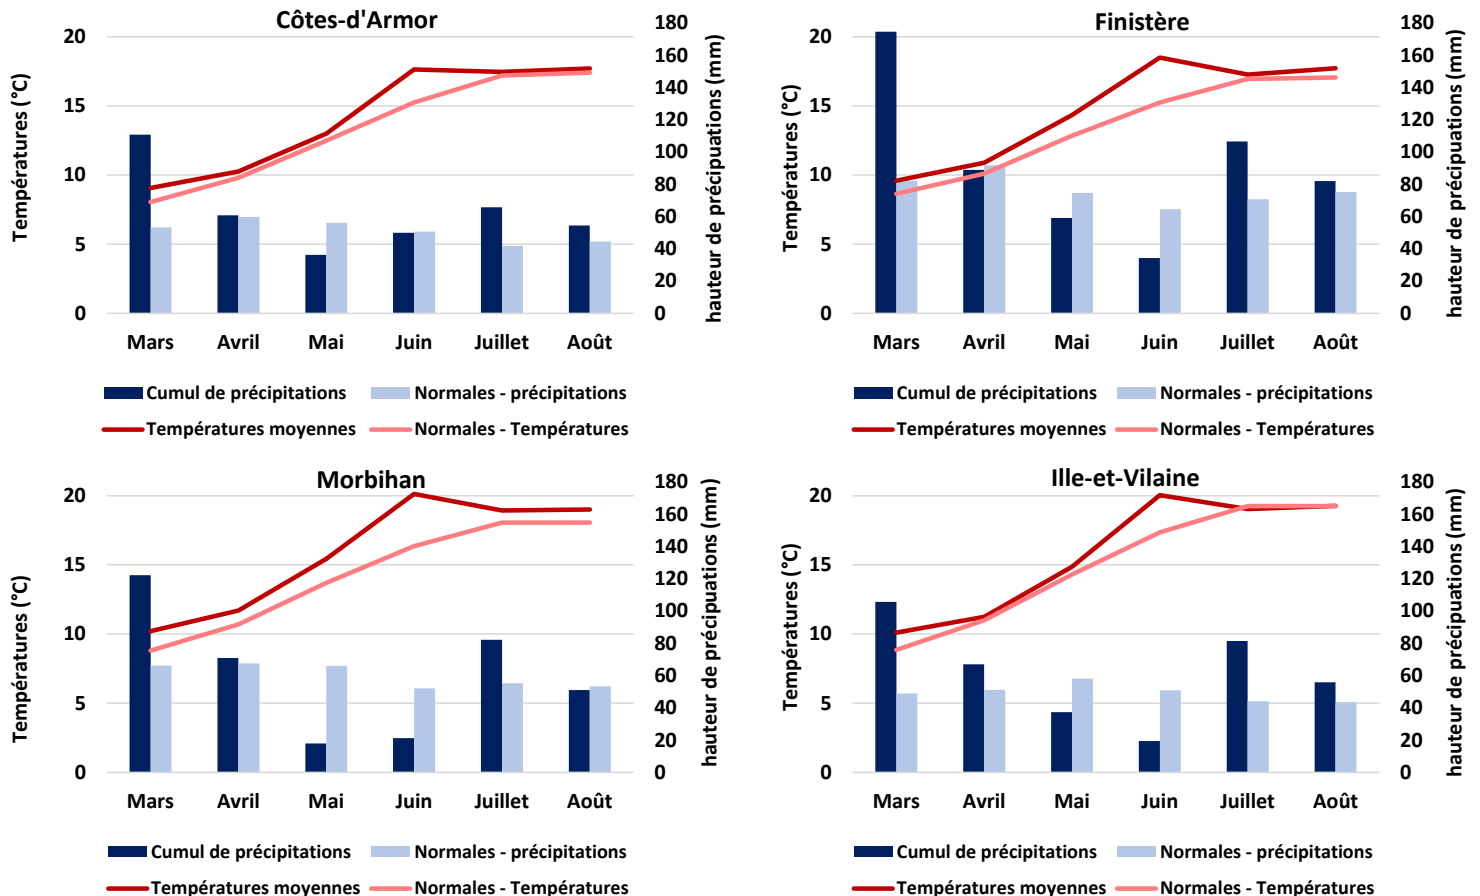 Côtes-d'Armor
Températures (°C)
20
15
10
5
0
180
160
140
120
100
80
60
40
20
0
hauteur de précipuations (mm)
Mars Avril Mai Juin Juillet Août
Cumul de précipitations Normales - précipitations
Températures moyennes Normales - Températures
Finistère
Températures (°C)
20
15
10
5
0
180
160
140
120
100
80
60
40
20
0
hauteur de précipuations (mm)
Mars Avril Mai Juin Juillet Août
Cumul de précipitations Normales - précipitations
Températures moyennes Normales - Températures
Morbihan
Températures (°C)
20
15
10
5
0
180
160
140
120
100
80
60
40
20
0
hauteur de précipuations (mm)
Mars Avril Mai Juin Juillet Août
Cumul de précipitations Normales - précipitations
Températures moyennes Normales - Températures
Ille-et-Vilaine
Températures (°C)
20
15
10
5
0
180
160
140
120
100
80
60
40
20
0
hauteur de précipuations (mm)
Mars Avril Mai Juin Juillet Août
Cumul de précipitations Normales - précipitations
Températures moyennes Normales - Températures